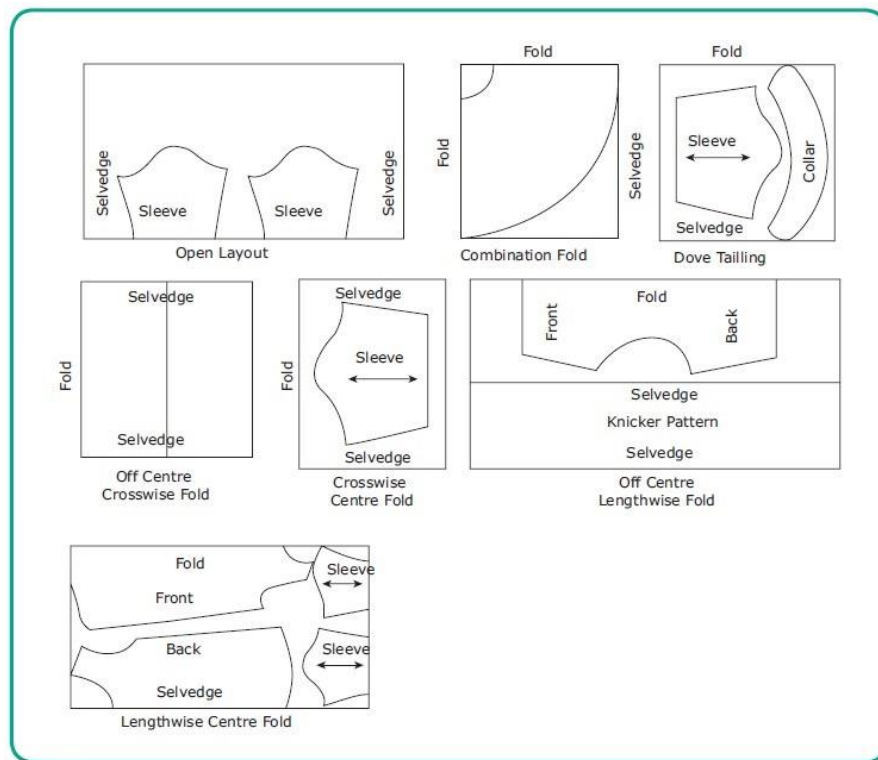 Selvedge
Sleeve
Sleeve
Selvedge
Open Layout
Fold
Fold
Combination Fold
Fold
Selvedge
Sleeve
Collar
Selvedge
Dove Tailling
Selvedge
Fold
Selvedge
Off Centre
Crosswise Fold
Selvedge
Fold
Sleeve
Selvedge
Crosswise
Centre Fold
Fold
Front
Back
Selvedge
Knicker Pattern
Selvedge
Off Centre
Lengthwise Fold
Fold
Sleeve
Front
Back
Sleeve
Selvedge
Lengthwise Centre Fold